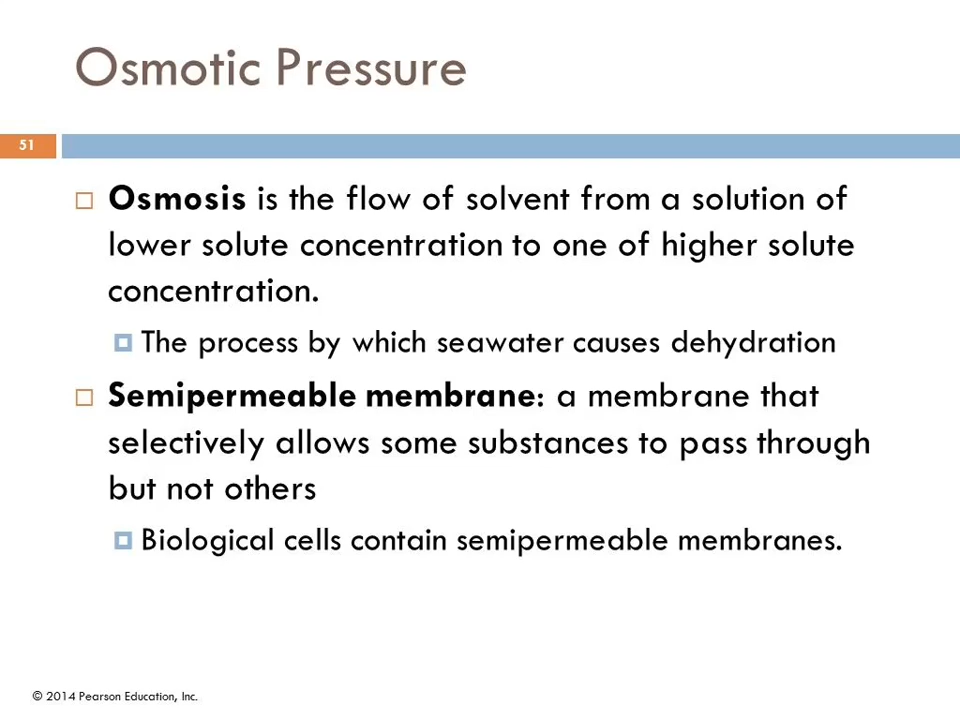 Osmotic Pressure
51
Osmosis is the flow of solvent from a solution of
lower solute concentration to one of higher solute
concentration.
The process by which seawater causes dehydration
Semipermeable membrane: a membrane that
selectively allows some substances to pass through
but not others
Biological cells contain semipermeable membranes.
© 2014 Pearson Education, Inc.